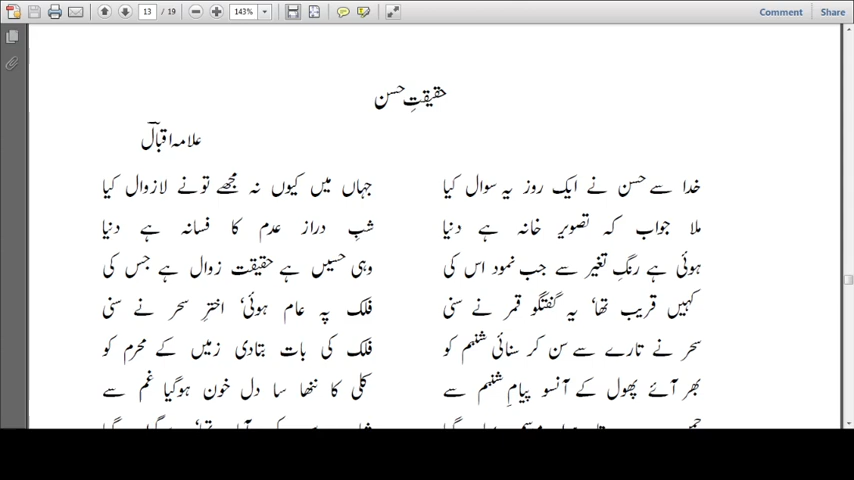 13 / 19 143% Comment Share
حقیقتِ حسن
علامہ اقبالؔ
خدا سے حسن نے ایک روز یہ سوال کیا جہاں میں کیوں نہ مجھے تو نے لازوال کیا
ملا جواب کہ تصویر خانہ ہے دنیا شبِ دراز عدم کا فسانہ ہے دنیا
ہوئی ہے رنگِ تغیر سے جب نمود اس کی وہی حسیں ہے حقیقت زوال ہے جس کی
کہیں قریب تھا، یہ گفتگو قمر نے سنی فلک پہ عام ہوئی، اخترِ سحر نے سنی
سحر نے تارے سے سن کر سنائی شبنم کو فلک کی بات بتادی زمیں کے محرم کو
بھر آئے پھول کے آنسو پیامِ شبنم سے کلی کا ننھا سا دل خون ہوگیا غم سے